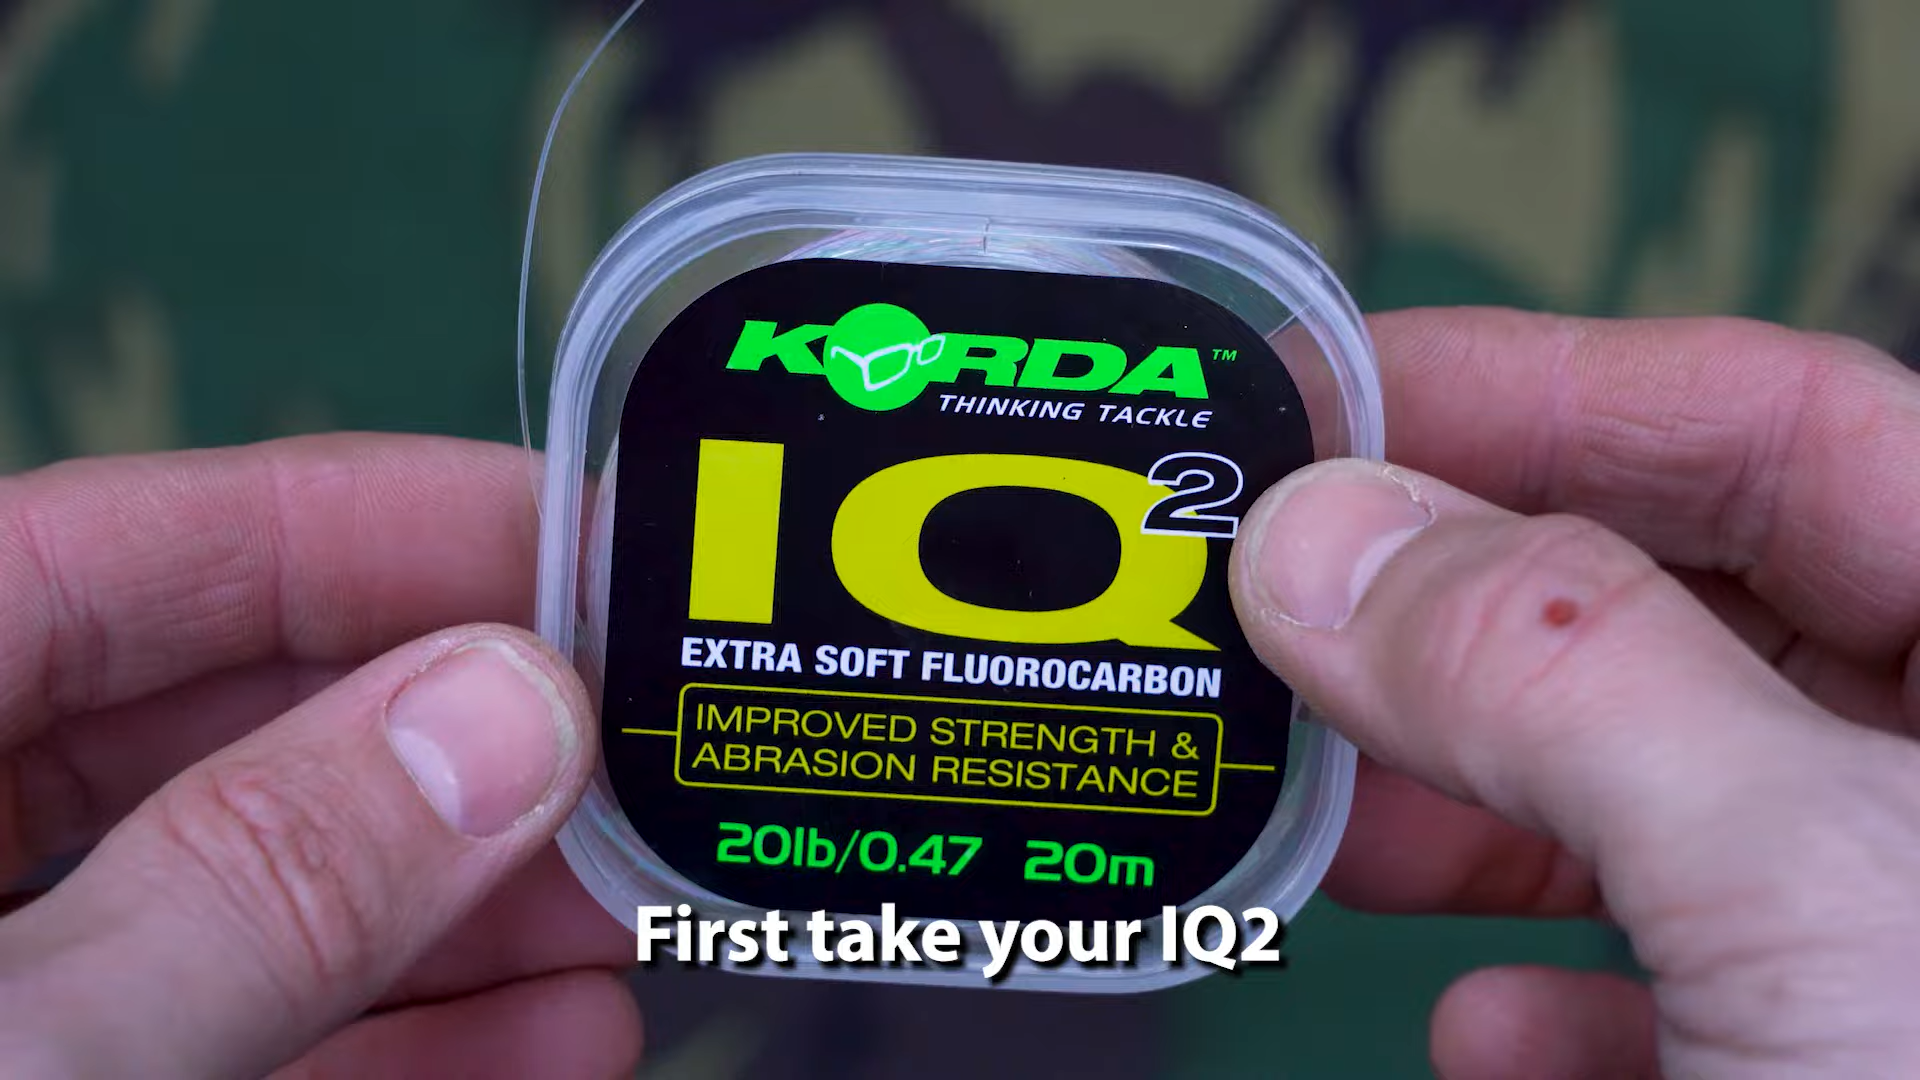 KORDA™
THINKING TACKLE
IQ2
EXTRA SOFT FLUOROCARBON
IMPROVED STRENGTH &
ABRASION RESISTANCE
20lb/0.47 20m
First take your IQ2